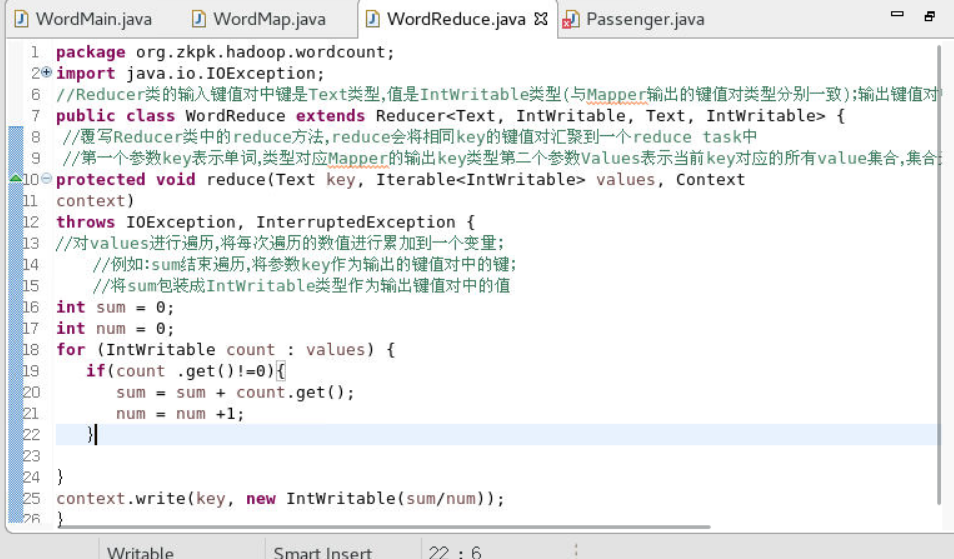 WordMain.java WordMap.java WordReduce.java Passenger.java
1 package org.zkpk.hadoop.wordcount;
2 import java.io.IOException;
6 //Reducer类的输入键值对中键是Text类型,值是IntWritable类型(与Mapper输出的键值对类型分别一致);输出键值对
7 public class WordReduce extends Reducer<Text, IntWritable, Text, IntWritable> {
8 //覆写Reducer类中的reduce方法,reduce会将相同key的键值对汇聚到一个reduce task中
9 //第一个参数key表示单词,类型对应Mapper的输出key类型第二个参数Values表示当前key对应的所有value集合,集合
10 protected void reduce(Text key, Iterable<IntWritable> values, Context
11 context)
12 throws IOException, InterruptedException {
13 //对values进行遍历,将每次遍历的数值进行累加到一个变量;
14 //例如:sum结束遍历,将参数key作为输出的键值对中的键;
15 //将sum包装成IntWritable类型作为输出键值对中的值
16 int sum = 0;
17 int num = 0;
18 for (IntWritable count : values) {
19 if(count .get()!=0){
20 sum = sum + count.get();
21 num = num +1;
22 }
23
24 }
25 context.write(key, new IntWritable(sum/num));
26 }
Writable Smart Insert 22 : 6